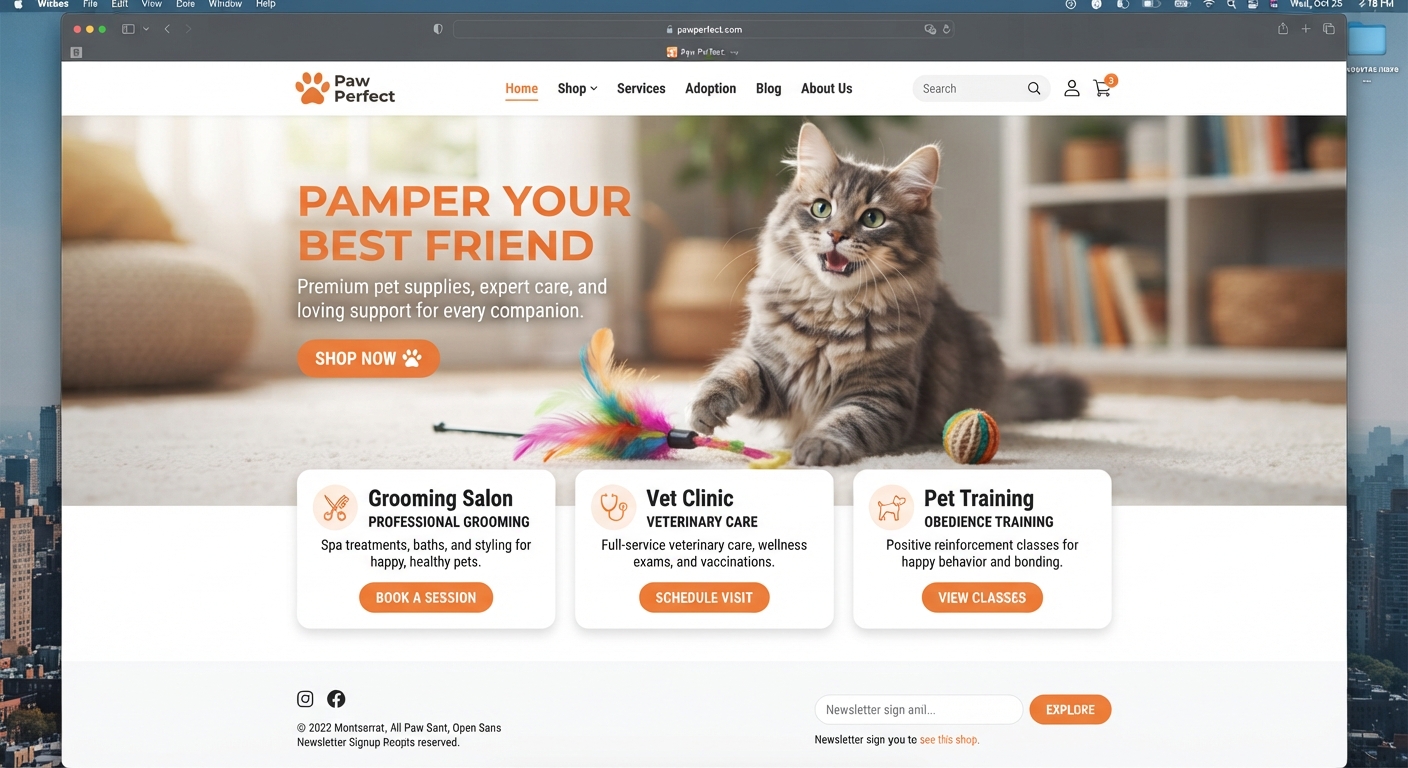 File Edit View Window Help
pawperfect.com
Paw
Perfect
Home Shop Services Adoption Blog About Us Search 3
PAMPER YOUR
BEST FRIEND
Premium pet supplies, expert care, and
loving support for every companion.
SHOP NOW
Grooming Salon
PROFESSIONAL GROOMING
Spa treatments, baths, and styling for
happy, healthy pets.
BOOK A SESSION
Vet Clinic
VETERINARY CARE
Full-service veterinary care, wellness
exams, and vaccinations.
SCHEDULE VISIT
Pet Training
OBEDIENCE TRAINING
Positive reinforcement classes for
happy behavior and bonding.
VIEW CLASSES
© 2022 Montserrat, All Paw Sant, Open Sans
Newsletter Signup reserved.
Newsletter sign
EXPLORE
Newsletter sign you to see this shop.